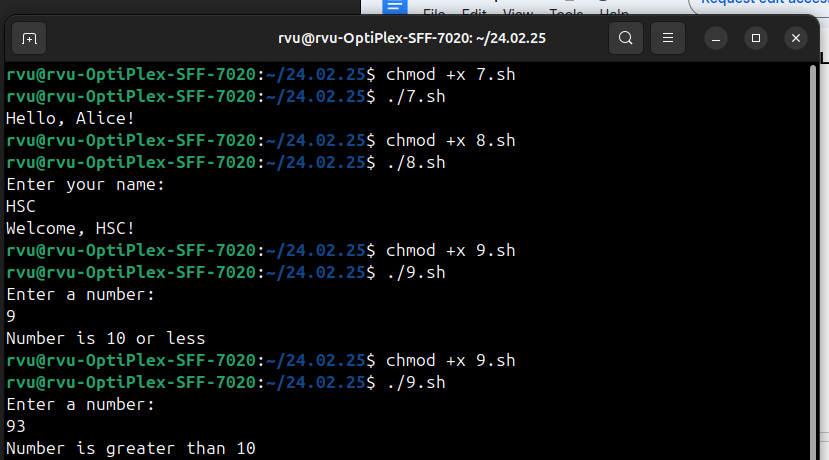 Request edit access
File Edit View Tools Help
rvu@rvu-OptiPlex-SFF-7020: ~/24.02.25
rvu@rvu-OptiPlex-SFF-7020:~/24.02.25$ chmod +x 7.sh
rvu@rvu-OptiPlex-SFF-7020:~/24.02.25$ ./7.sh
Hello, Alice!
rvu@rvu-OptiPlex-SFF-7020:~/24.02.25$ chmod +x 8.sh
rvu@rvu-OptiPlex-SFF-7020:~/24.02.25$ ./8.sh
Enter your name:
HSC
Welcome, HSC!
rvu@rvu-OptiPlex-SFF-7020:~/24.02.25$ chmod +x 9.sh
rvu@rvu-OptiPlex-SFF-7020:~/24.02.25$ ./9.sh
Enter a number:
9
Number is 10 or less
rvu@rvu-OptiPlex-SFF-7020:~/24.02.25$ chmod +x 9.sh
rvu@rvu-OptiPlex-SFF-7020:~/24.02.25$ ./9.sh
Enter a number:
93
Number is greater than 10